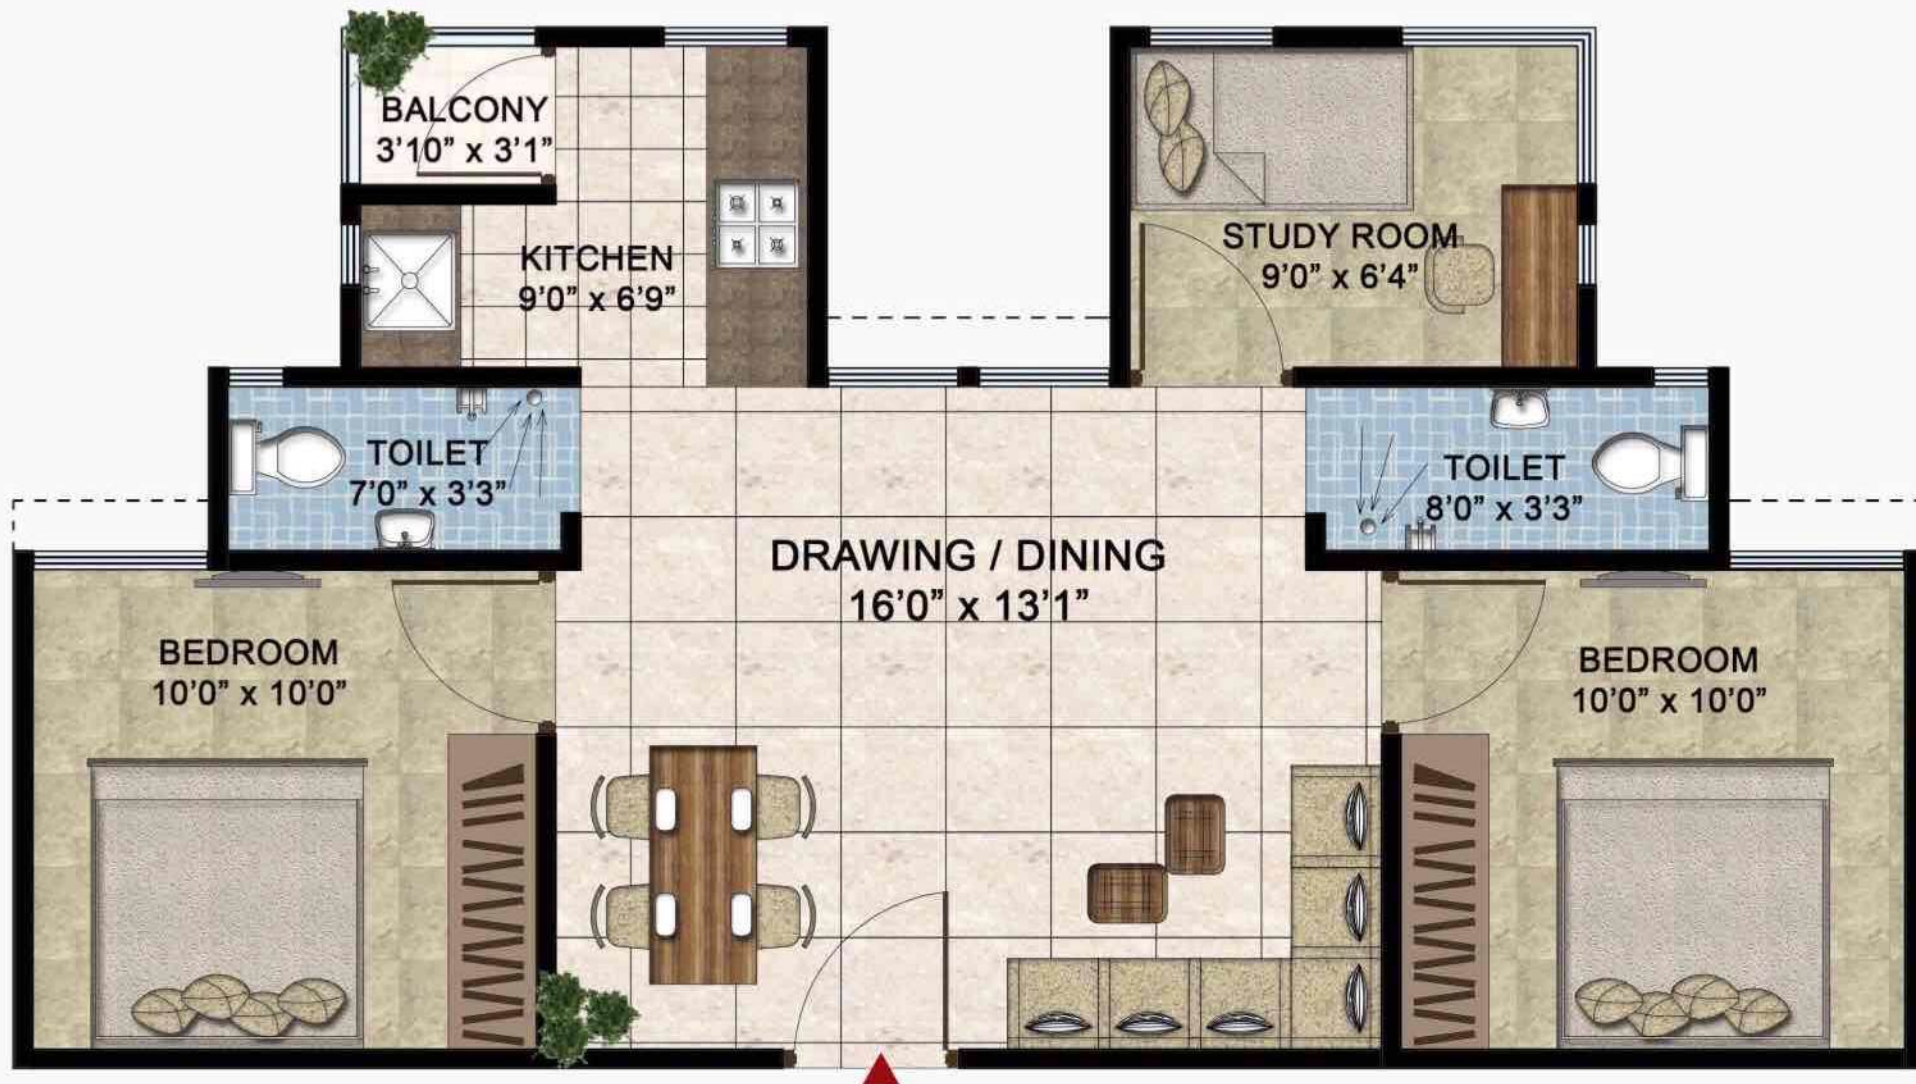 BALCONY
3'10” x 3'1”
KITCHEN
9'0” x 6'9”
STUDY ROOM
9'0” x 6'4”
TOILET
7'0” x 3'3”
TOILET
8'0” x 3'3”
DRAWING / DINING
16'0” x 13'1”
BEDROOM
10'0” x 10'0”
BEDROOM
10'0” x 10'0”